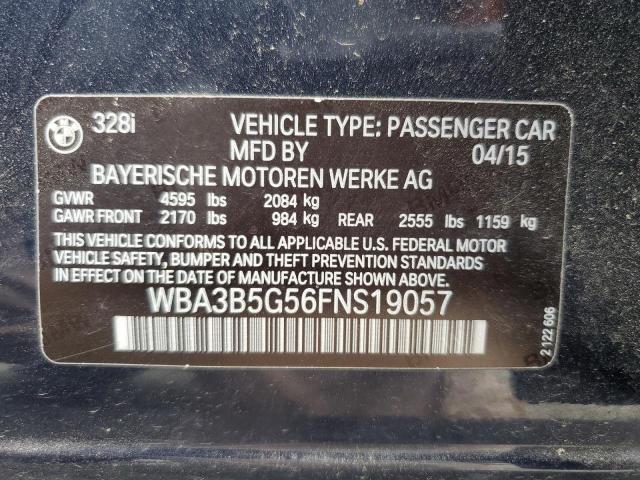 328i VEHICLE TYPE: PASSENGER CAR
MFD BY 04/15
BAYERISCHE MOTOREN WERKE AG
GVWR 4595 lbs 2084 kg
GAWR FRONT 2170 lbs 984 kg REAR 2555 lbs 1159 kg
THIS VEHICLE CONFORMS TO ALL APPLICABLE U.S. FEDERAL MOTOR
VEHICLE SAFETY, BUMPER AND THEFT PREVENTION STANDARDS
IN EFFECT ON THE DATE OF MANUFACTURE SHOWN ABOVE.
WBA3B5G56FNS19057
2 122 606